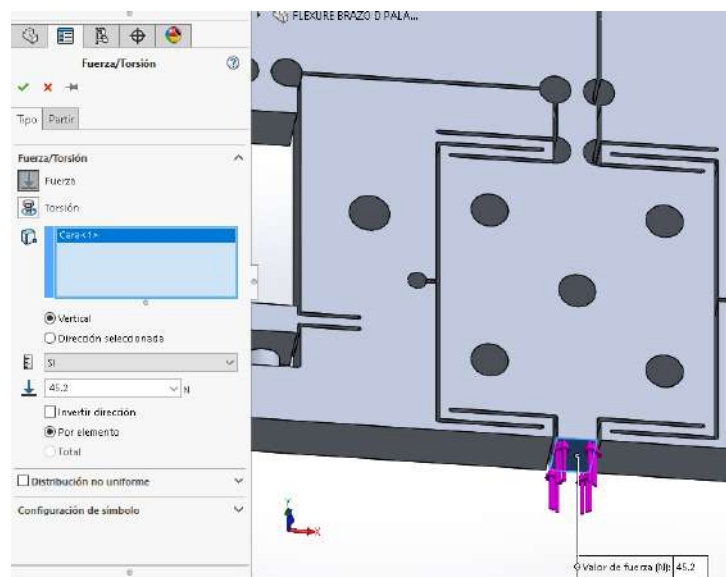 FLEXURE BRAZO D PALA...
Fuerza/Torsión
Tipo Partir
Fuerza/Torsión
Fuerza
Torsión
Cara<1>
Vertical
Dirección seleccionada
SI
45.2 N
Invertir dirección
Por elemento
Total
Distribución no uniforme
Configuración de símbolo
Valor de fuerza (N): 45.2
Y
X